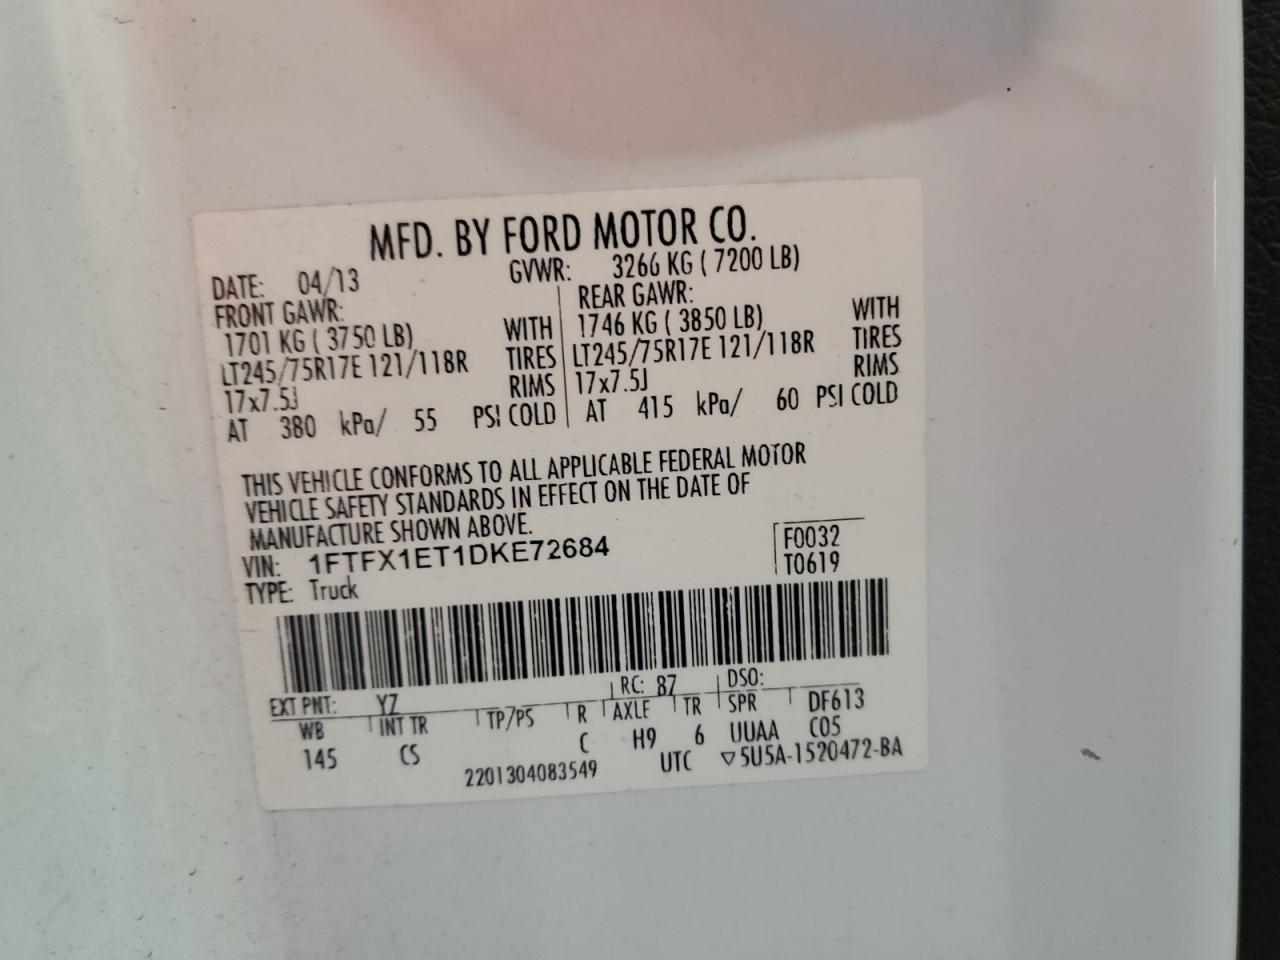 MFD. BY FORD MOTOR CO.
DATE: 04/13 GVWR: 3266 KG ( 7200 LB)
FRONT GAWR: REAR GAWR:
1701 KG ( 3750 LB) WITH 1746 KG ( 3850 LB) WITH
LT245/75R17E 121/118R TIRES LT245/75R17E 121/118R TIRES
17x7.5J RIMS 17x7.5J RIMS
AT 380 kPa/ 55 PSI COLD AT 415 kPa/ 60 PSI COLD
THIS VEHICLE CONFORMS TO ALL APPLICABLE FEDERAL MOTOR
VEHICLE SAFETY STANDARDS IN EFFECT ON THE DATE OF
MANUFACTURE SHOWN ABOVE.
VIN: 1FTFX1ET1DKE72684 F0032
TYPE: Truck T0619
EXT PNT: YZ RC: 87 DSO:
WB INT TR TP/PS R AXLE TR SPR DF613
145 CS C H9 6 UUAA C05
2201304083549 UTC ▽5U5A-1520472-BA